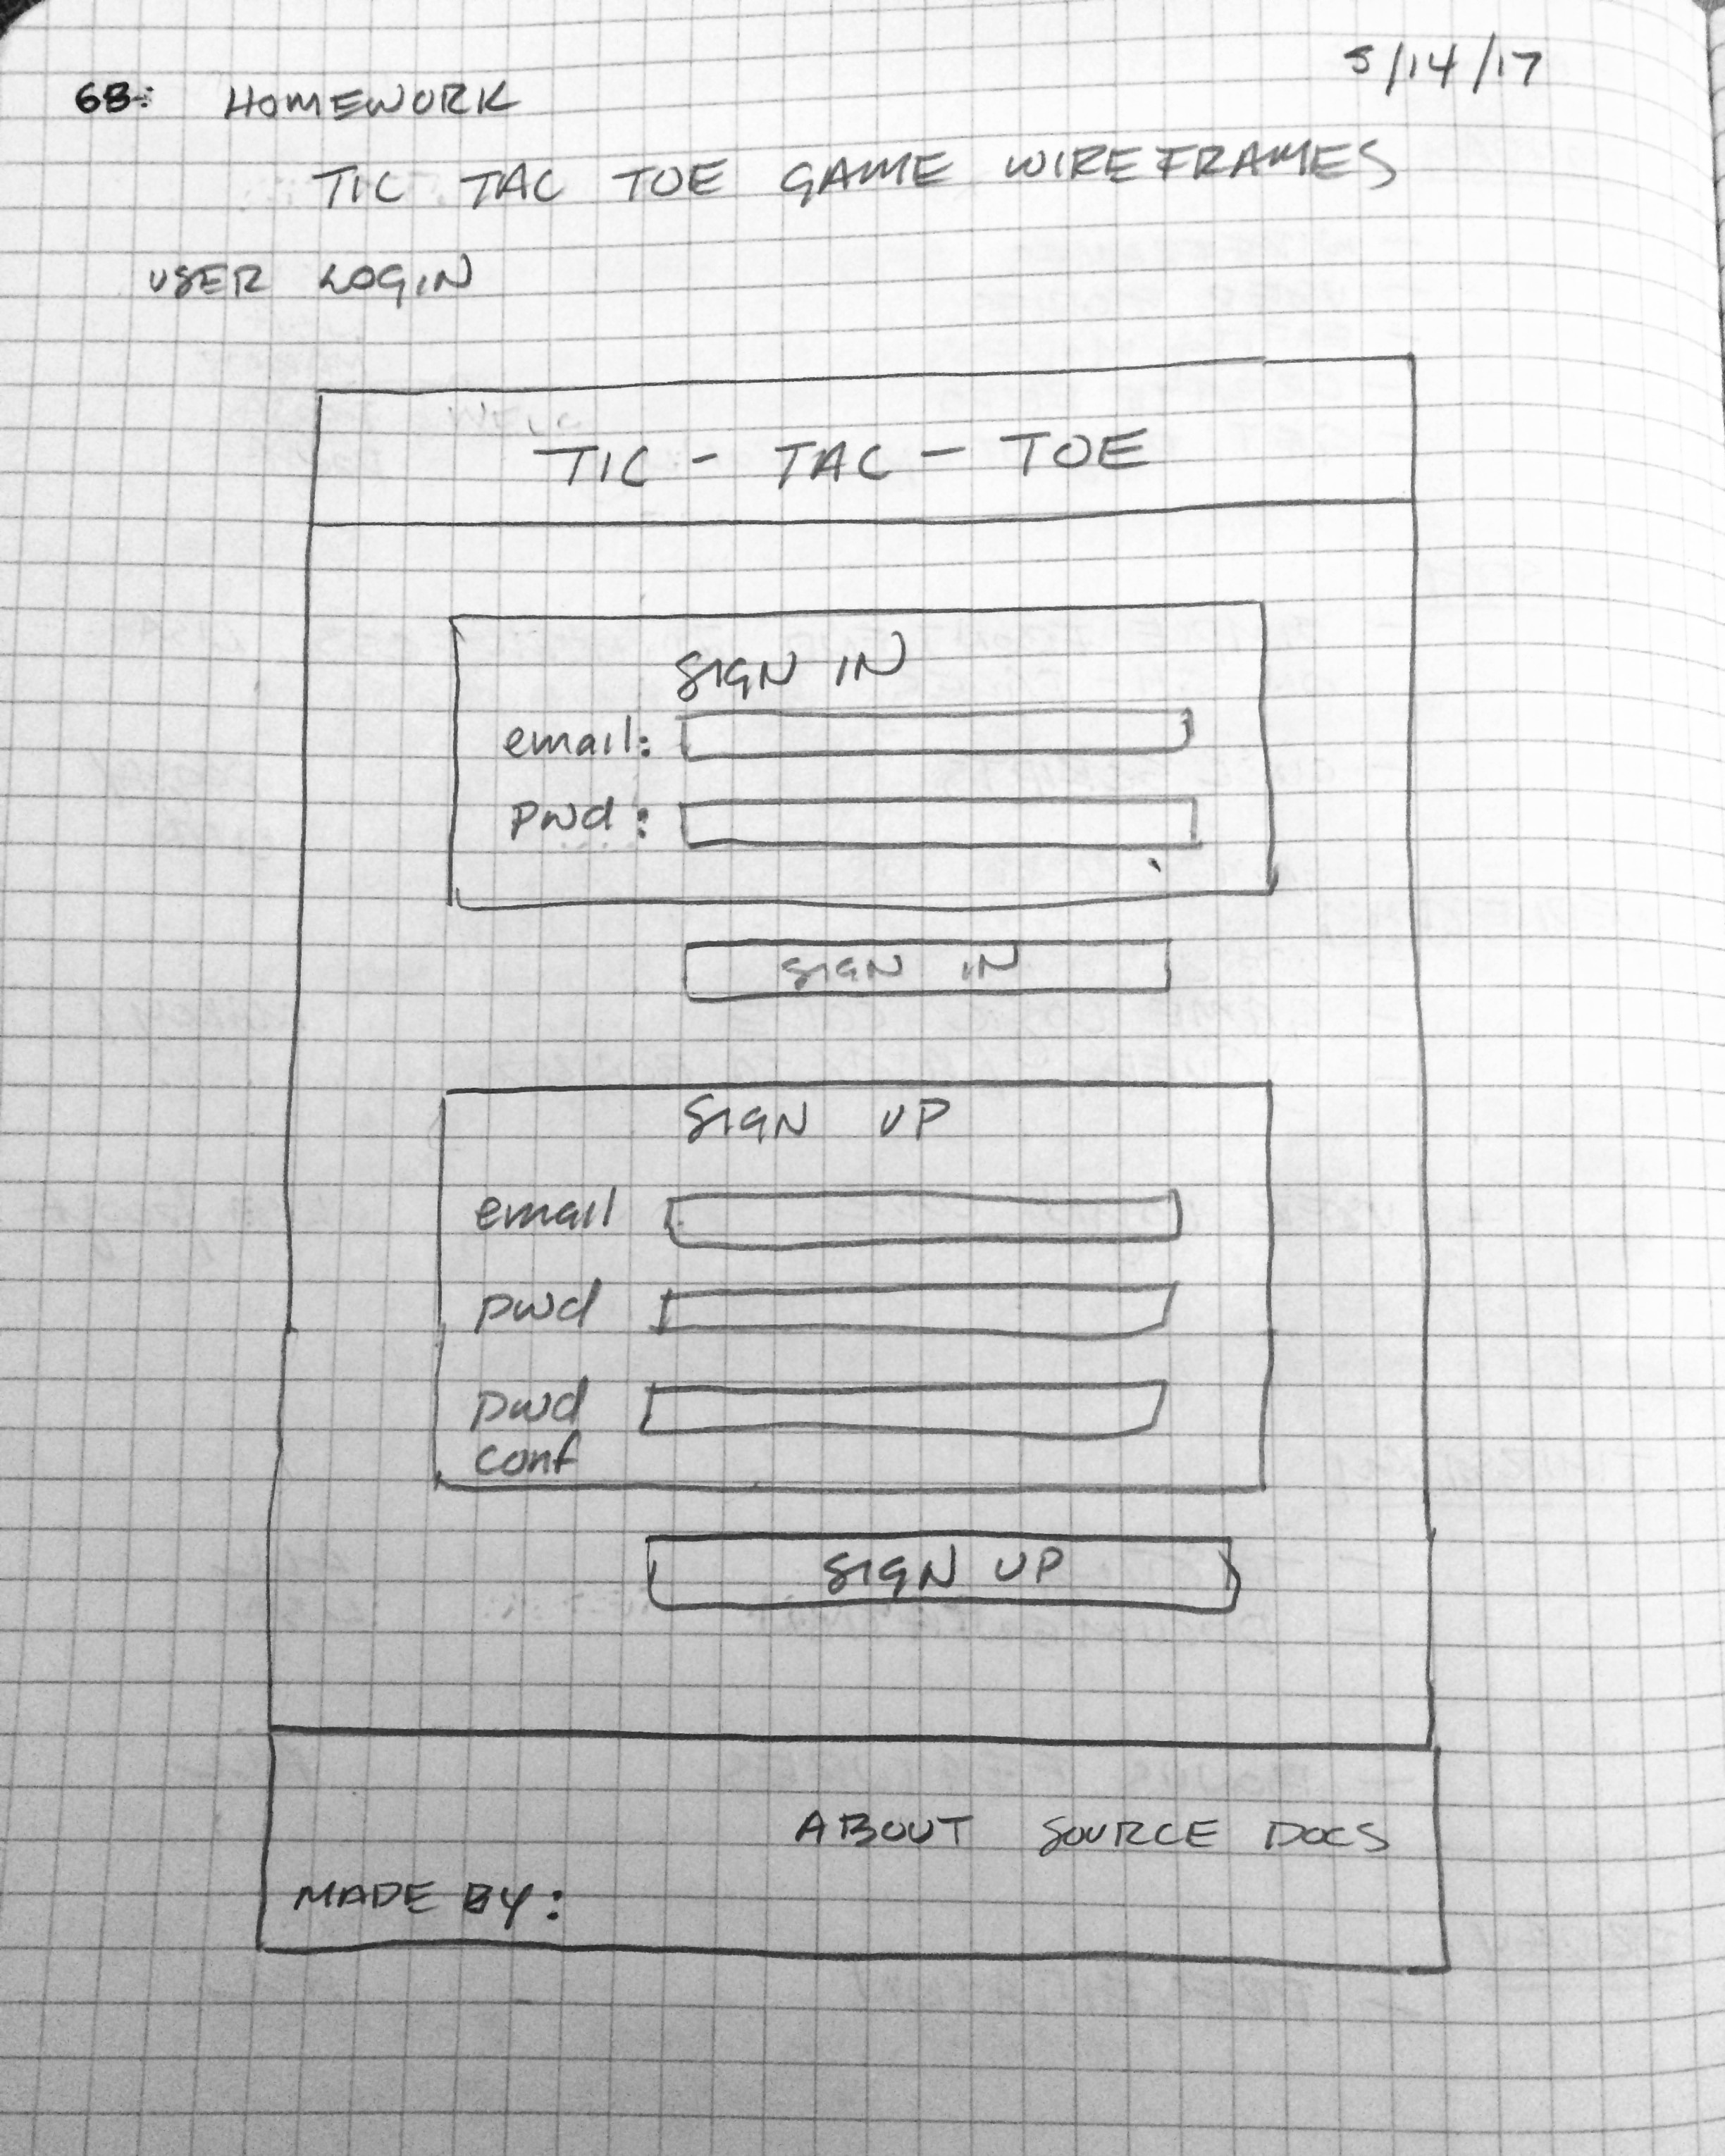 68: HOMEWORK 5/14/17
TIC TAC TOE GAME WIREFRAMES
USER LOGIN
TIC - TAC - TOE
SIGN IN
email:
pwd:
SIGN IN
SIGN UP
email
pwd
pwd
conf
SIGN UP
ABOUT SOURCE DOCS
MADE BY: